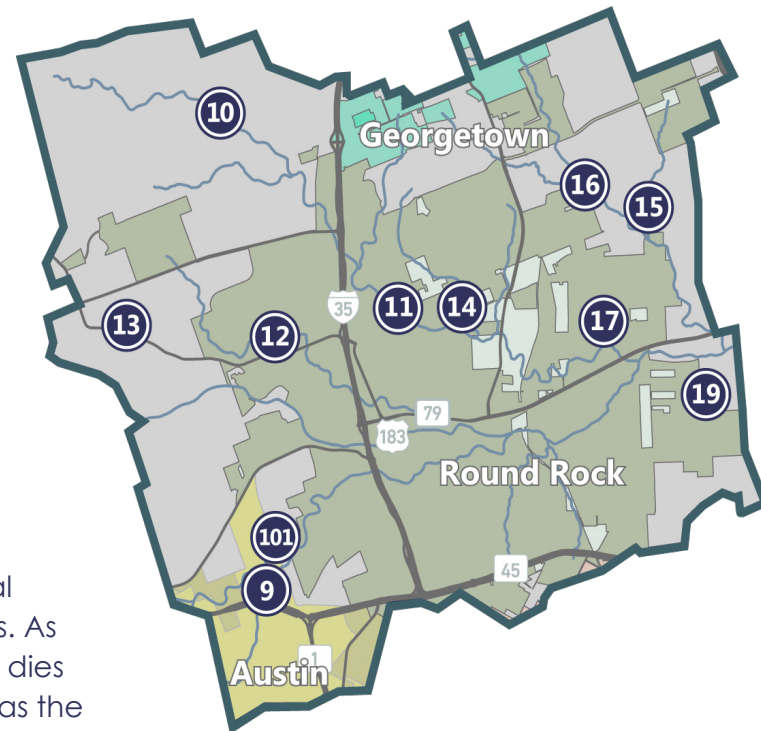 10
Georgetown
16
15
35
11
14
13
12
17
79
19
183
Round Rock
101
45
9
al
s. As
Austin
1
dies
as the